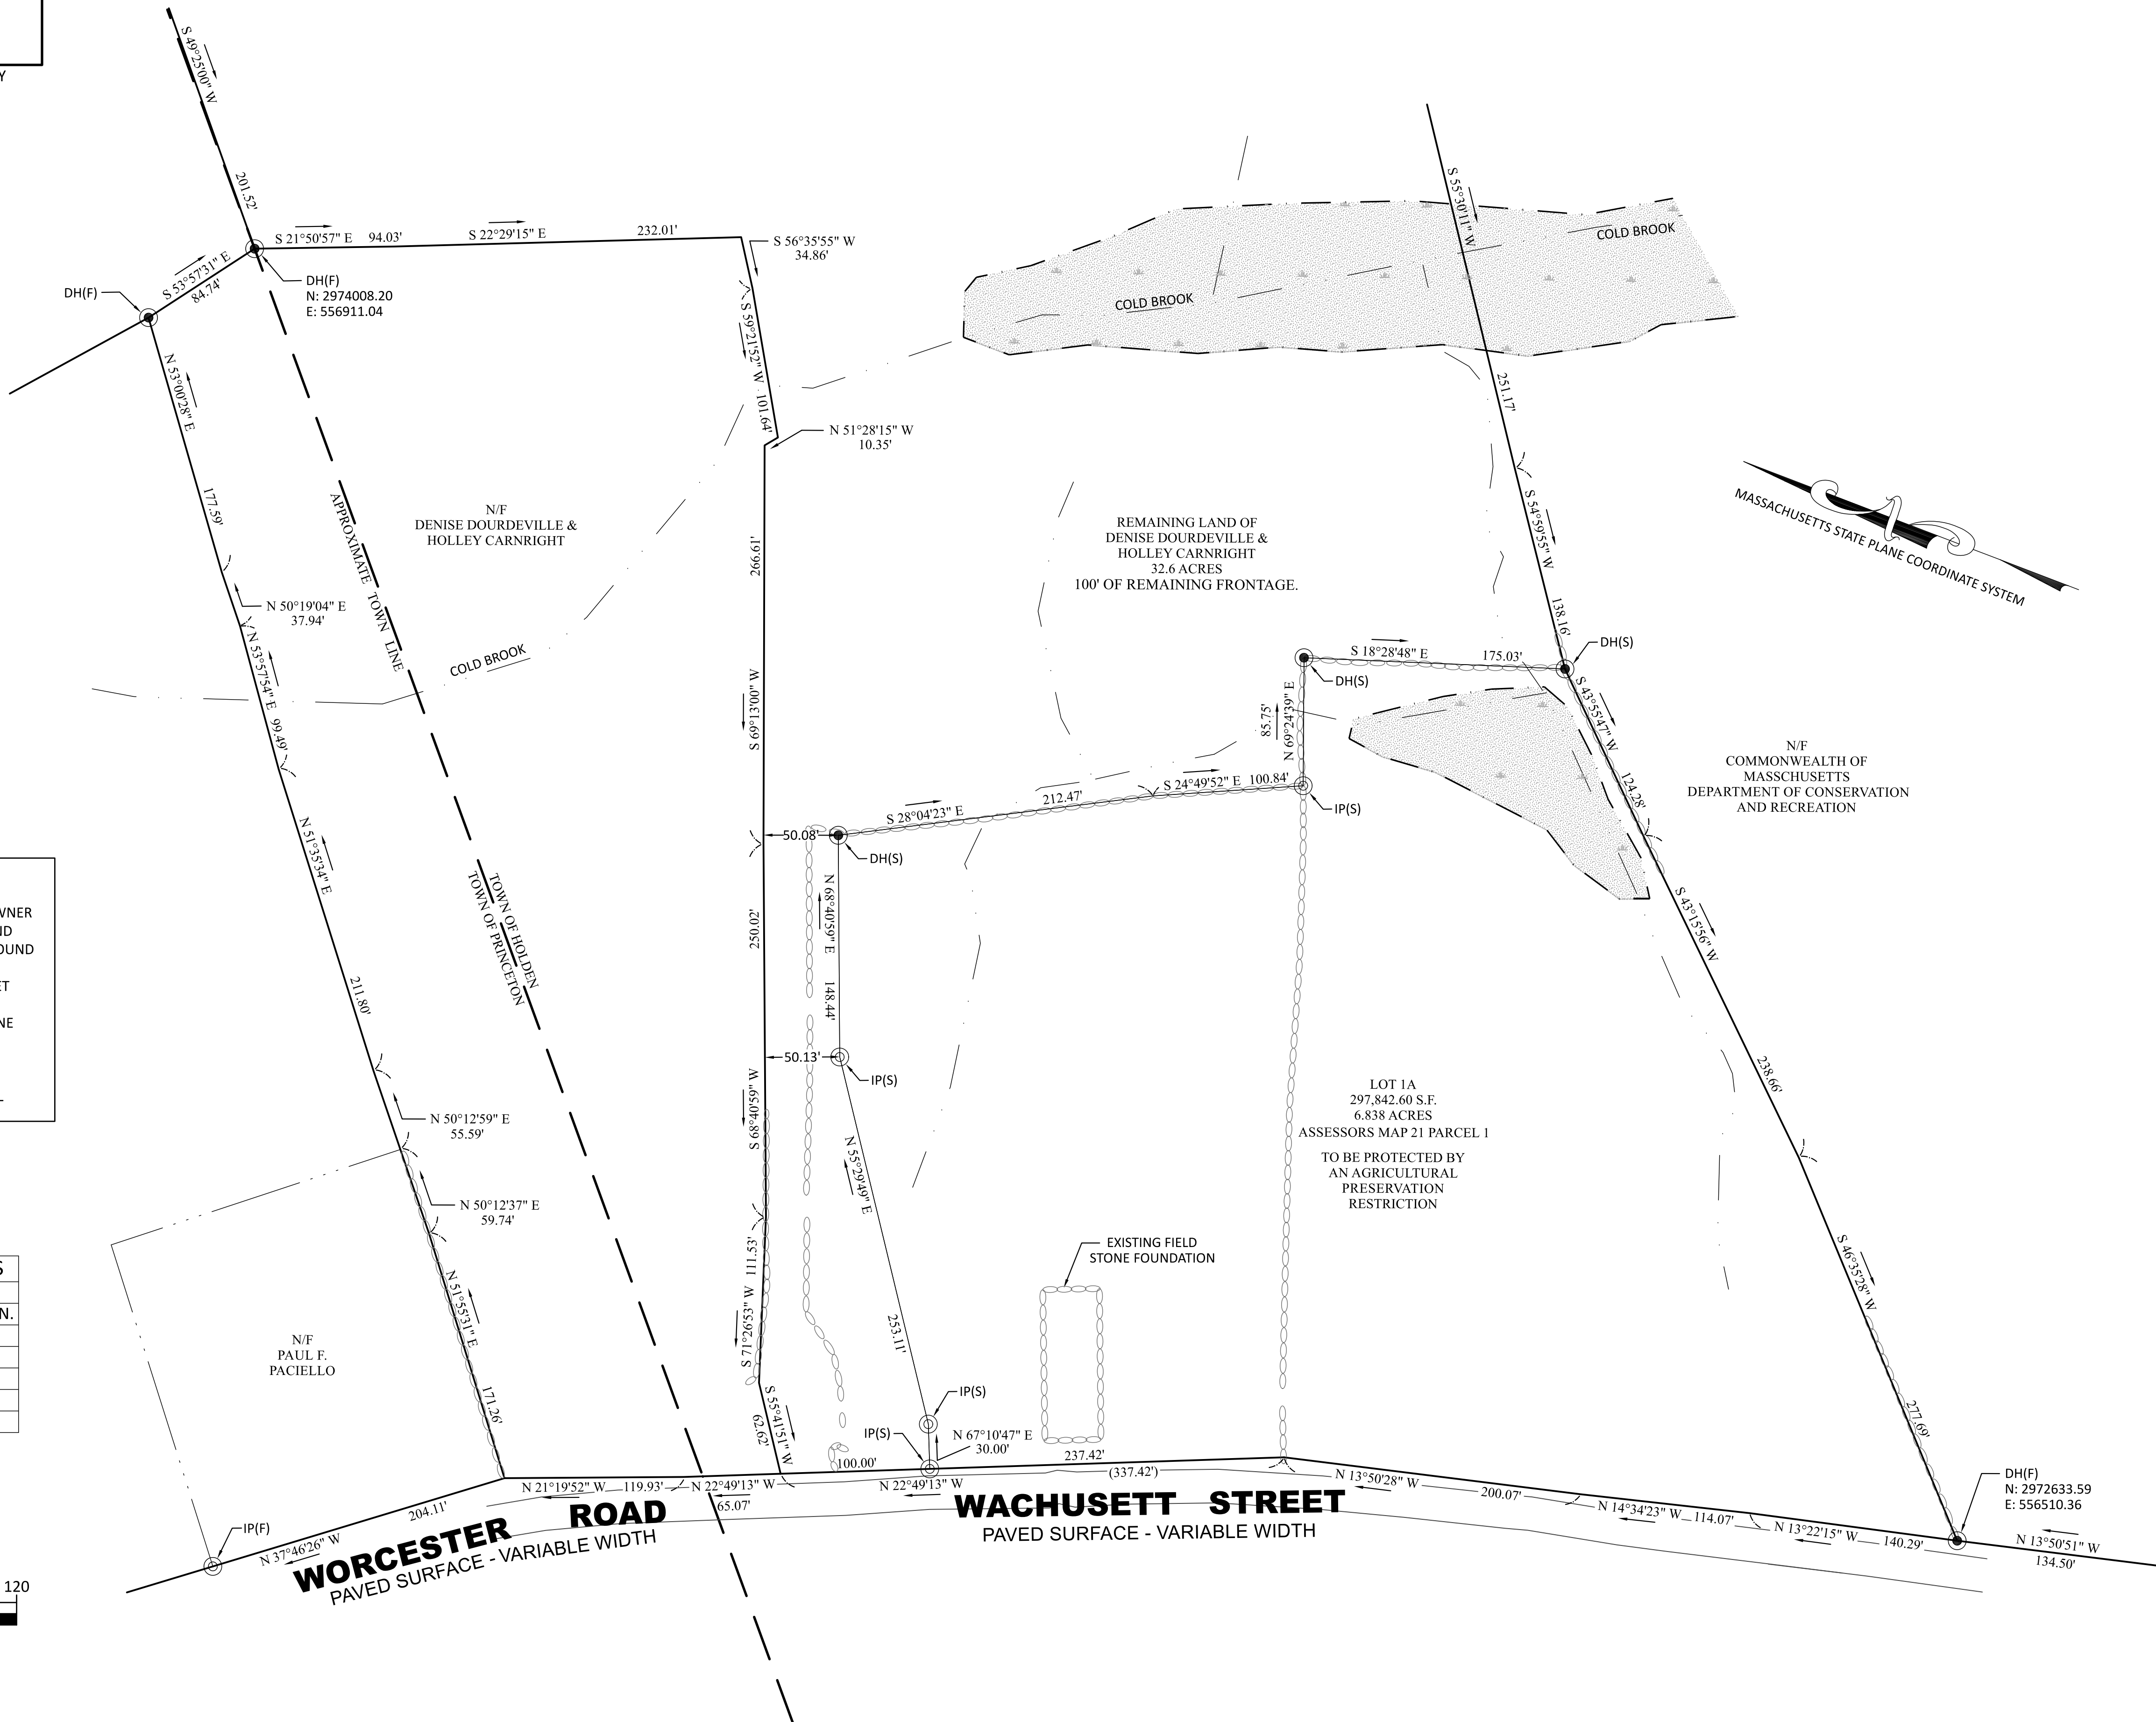 Y
S 49°25'00" W
201.52'
S 53°57'31" E
84.74'
DH(F)
S 21°50'57" E 94.03'
S 22°29'15" E 232.01'
DH(F)
N: 2974008.20
E: 556911.04
S 56°35'55" W
34.86'
S 59°21'52" W 101.64'
N 51°28'15" W
10.35'
COLD BROOK
COLD BROOK
S 55°30'11" W
251.17'
S 54°59'55" W
138.16'
MASSACHUSETTS STATE PLANE COORDINATE SYSTEM
N 53°00'28" E
177.59'
N 50°19'04" E
37.94'
N 53°57'54" E 99.49'
N 51°35'34" E
211.80'
N 50°12'59" E
55.59'
N 50°12'37" E
59.74'
N 51°55'31" E
171.26'
APPROXIMATE TOWN LINE
TOWN OF HOLDEN
TOWN OF PRINCETON
N/F
DENISE DOURDEVILLE &
HOLLEY CARNRIGHT
COLD BROOK
266.61'
S 69°13'00" W
250.02'
S 68°40'59" W
111.53'
S 71°26'53" W
S 55°41'51" W
62.62'
REMAINING LAND OF
DENISE DOURDEVILLE &
HOLLEY CARNRIGHT
32.6 ACRES
100' OF REMAINING FRONTAGE.
DH(S)
S 18°28'48" E 175.03'
DH(S)
N 69°24'39" E
85.75'
S 28°04'23" E 212.47'
S 24°49'52" E 100.84'
IP(S)
50.08'
DH(S)
N 68°40'59" E
148.44'
50.13'
IP(S)
N 55°29'49" E
253.11'
IP(S)
IP(S)
N 67°10'47" E
30.00'
S 43°55'47" W
124.28'
S 43°15'56" W
238.66'
S 46°35'28" W
277.69'
N/F
COMMONWEALTH OF
MASSCHUSETTS
DEPARTMENT OF CONSERVATION
AND RECREATION
LOT 1A
297,842.60 S.F.
6.838 ACRES
ASSESSORS MAP 21 PARCEL 1
TO BE PROTECTED BY
AN AGRICULTURAL
PRESERVATION
RESTRICTION
EXISTING FIELD
STONE FOUNDATION
N/F
PAUL F.
PACIELLO
WNER
ND
OUND
ET
NE
S
N.
IP(F)
N 37°46'26" W
204.11'
N 21°19'52" W 119.93'
N 22°49'13" W
65.07'
100.00'
N 22°49'13" W
237.42'
(337.42')
N 13°50'28" W 200.07'
N 14°34'23" W 114.07'
N 13°22'15" W 140.29'
DH(F)
N: 2972633.59
E: 556510.36
N 13°50'51" W
134.50'
WORCESTER ROAD
PAVED SURFACE - VARIABLE WIDTH
WACHUSETT STREET
PAVED SURFACE - VARIABLE WIDTH
120